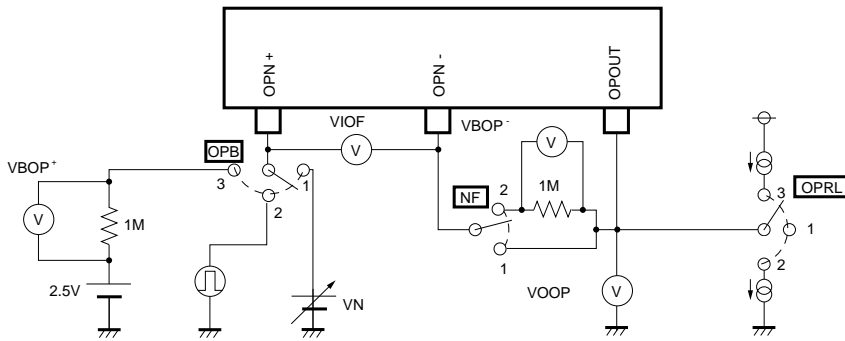 OPN +
OPN -
OPOUT
VIOF
VBOP -
OPB
VBOP +
V
V
3
1
2
V
1M
NF
2
1M
1
3
OPRL
1
2
2.5V
VN
VOOP
V